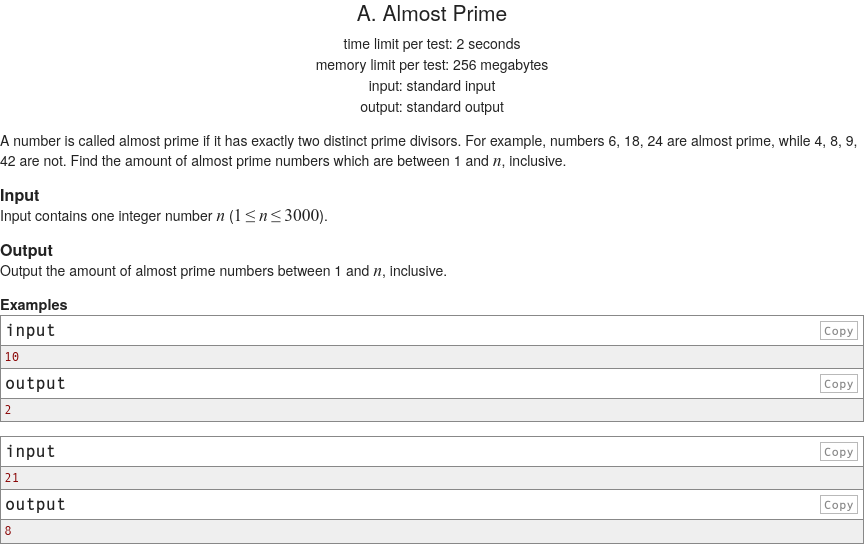 A. Almost Prime
time limit per test: 2 seconds
memory limit per test: 256 megabytes
input: standard input
output: standard output
A number is called almost prime if it has exactly two distinct prime divisors. For example, numbers 6, 18, 24 are almost prime, while 4, 8, 9,
42 are not. Find the amount of almost prime numbers which are between 1 and n, inclusive.
Input
Input contains one integer number n (1 ≤ n ≤ 3000).
Output
Output the amount of almost prime numbers between 1 and n, inclusive.
Examples
input Copy
10
output Copy
2
input Copy
21
output Copy
8